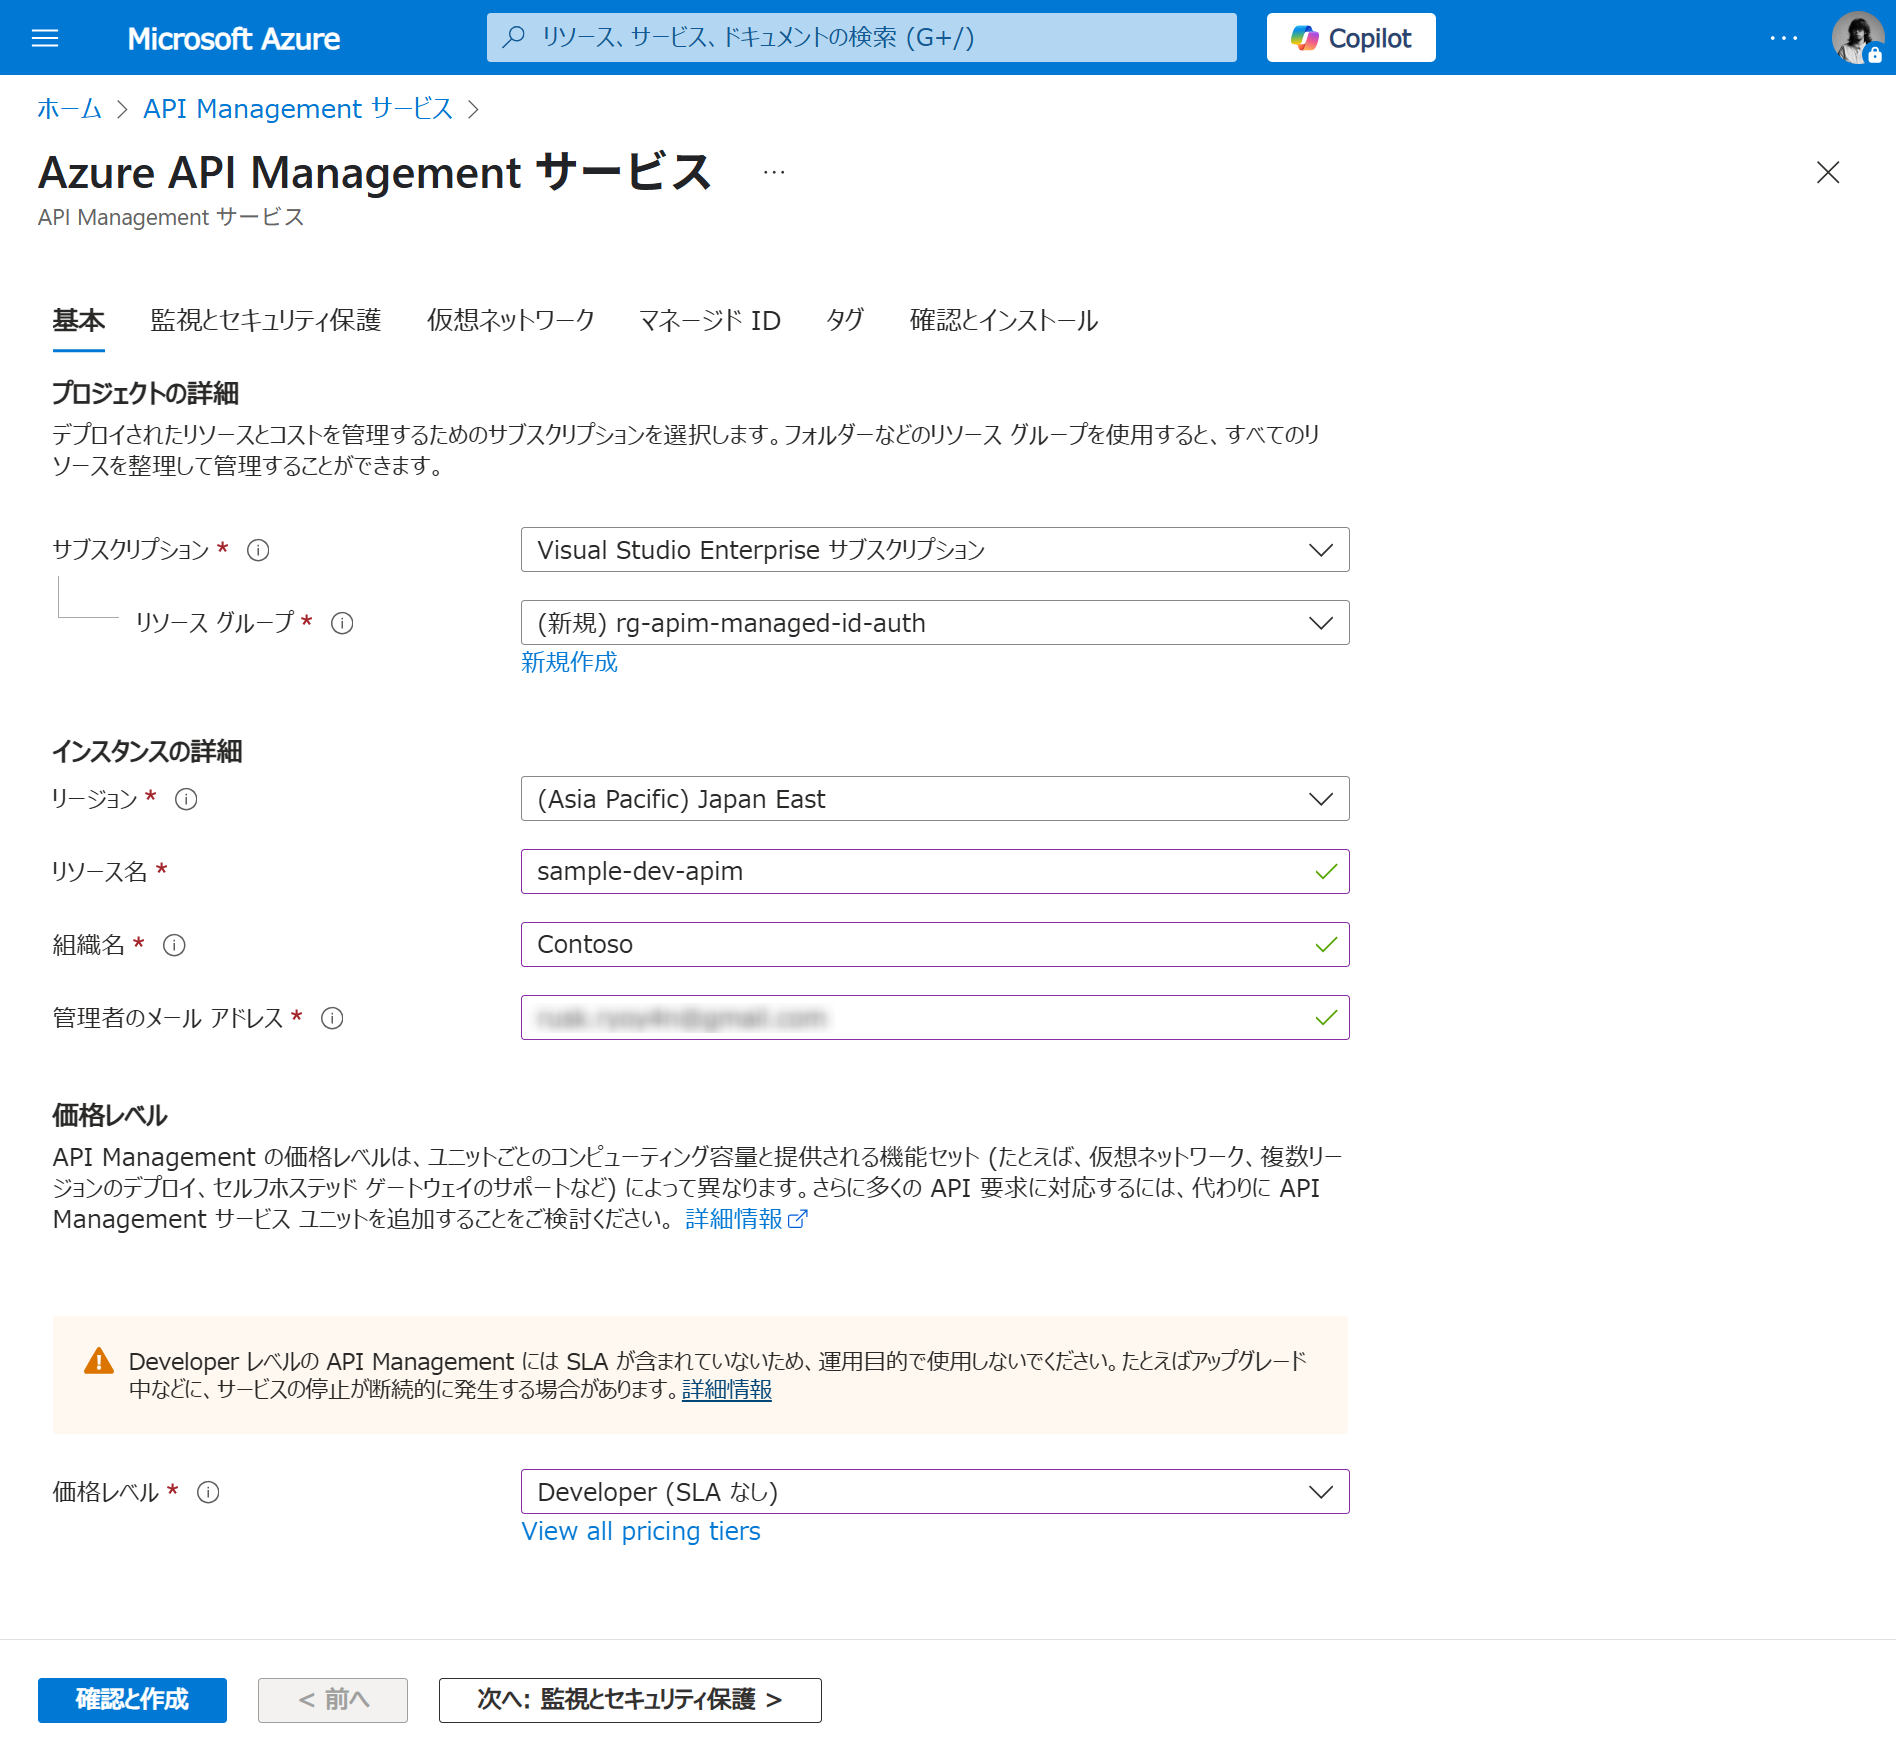 Microsoft Azure
リソース、サービス、ドキュメントの検索 (G+/)
Copilot
ホーム > API Management サービス >
Azure API Management サービス ...
API Management サービス
基本 監視とセキュリティ保護 仮想ネットワーク マネージド ID タグ 確認とインストール
プロジェクトの詳細
デプロイされたリソースとコストを管理するためのサブスクリプションを選択します。フォルダーなどのリソース グループを使用すると、すべてのリ
ソースを整理して管理することができます。
サブスクリプション *
Visual Studio Enterprise サブスクリプション
リソース グループ *
(新規) rg-apim-managed-id-auth
新規作成
インスタンスの詳細
リージョン *
(Asia Pacific) Japan East
リソース名 *
sample-dev-apim
組織名 *
Contoso
管理者のメール アドレス *
価格レベル
API Management の価格レベルは、ユニットごとのコンピューティング容量と提供される機能セット (たとえば、仮想ネットワーク、複数リー
ジョンのデプロイ、セルフホステッド ゲートウェイのサポートなど) によって異なります。さらに多くの API 要求に対応するには、代わりに API
Management サービス ユニットを追加することをご検討ください。 詳細情報
Developer レベルの API Management には SLA が含まれていないため、運用目的で使用しないでください。たとえばアップグレード
中などに、サービスの停止が断続的に発生する場合があります。詳細情報
価格レベル *
Developer (SLA なし)
View all pricing tiers
確認と作成
< 前へ
次へ: 監視とセキュリティ保護 >